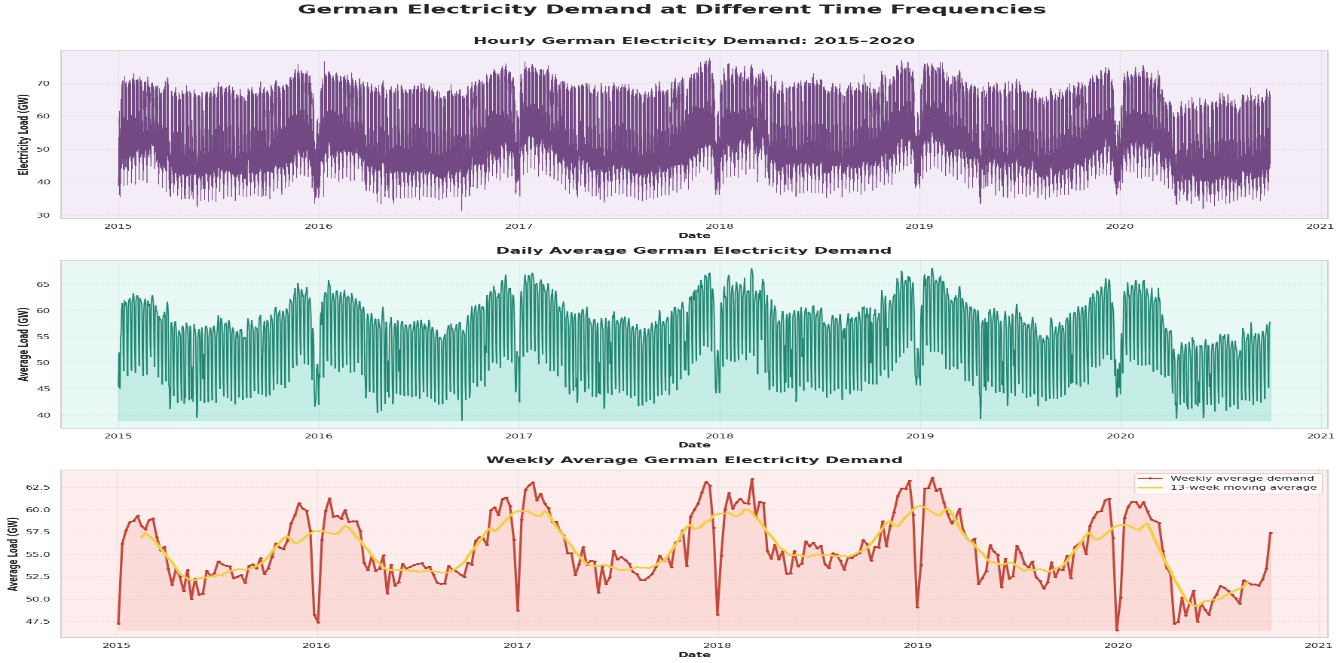 German Electricity Demand at Different Time Frequencies
Hourly German Electricity Demand: 2015–2020
Electricity Load (GW)
70
60
50
40
30
2015 2016 2017 2018 2019 2020 2021
Date
Daily Average German Electricity Demand
Average Load (GW)
65
60
55
50
45
40
2015 2016 2017 2018 2019 2020 2021
Date
Weekly Average German Electricity Demand
Average Load (GW)
62.5
60.0
57.5
55.0
52.5
50.0
47.5
Weekly average demand
13-week moving average
2015 2016 2017 2018 2019 2020 2021
Date